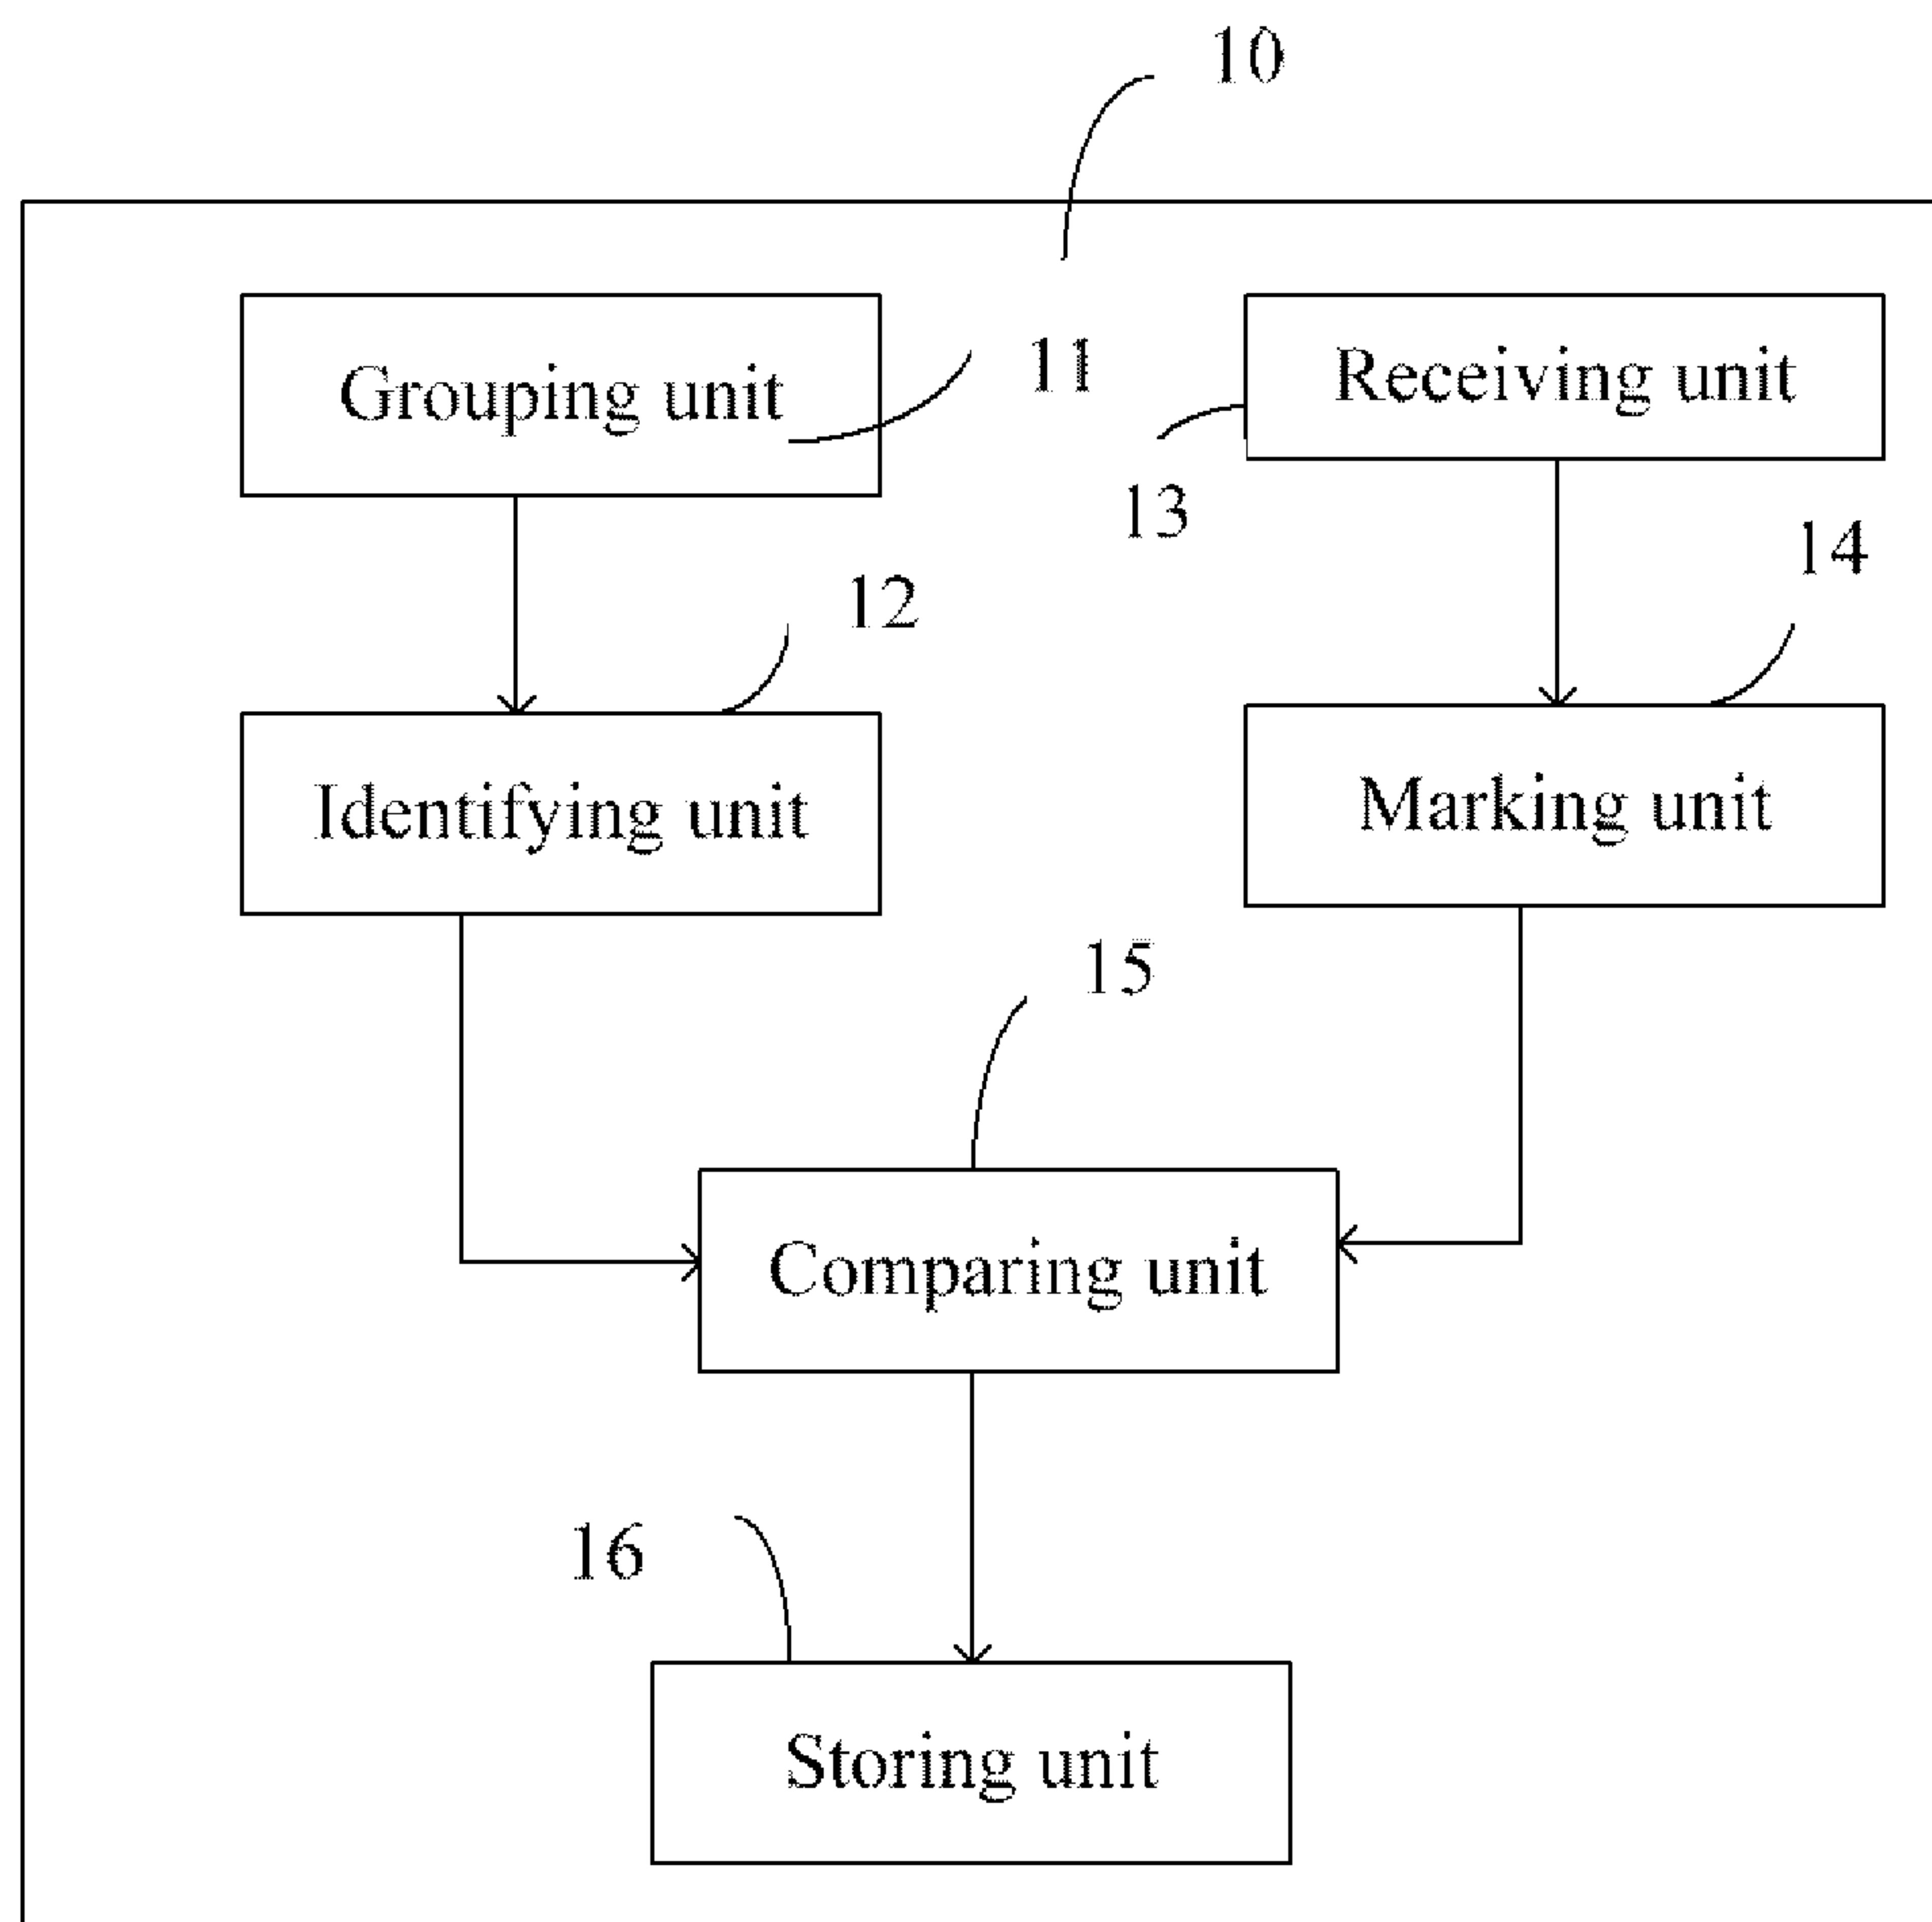 10
Grouping unit
11
Receiving unit
13
14
12
Identifying unit
Marking unit
15
Comparing unit
16
Storing unit